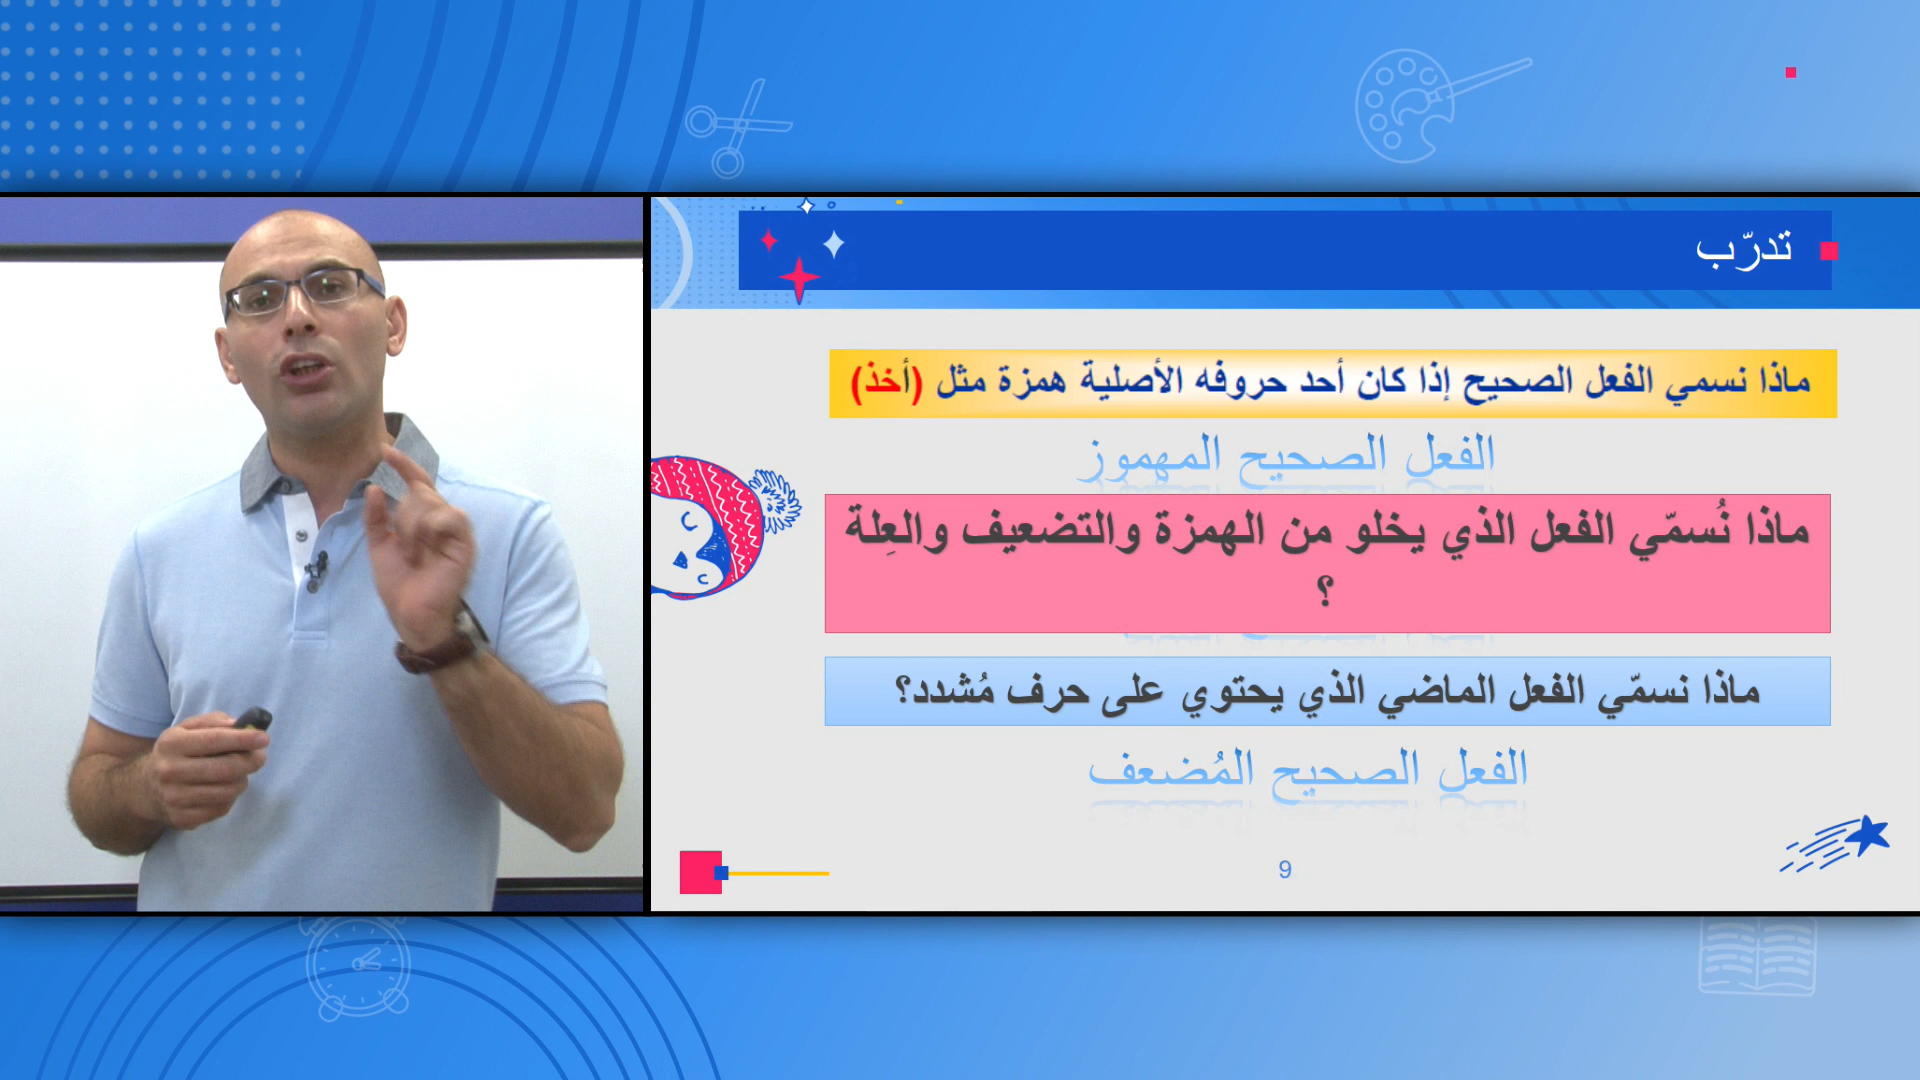 تدرّب
ماذا نسمي الفعل الصحيح إذا كان أحد حروفه الأصلية همزة مثل (أخذ)
الفعل الصحيح المهموز
ماذا نُسمّي الفعل الذي يخلو من الهمزة والتضعيف والعِلة
؟
ماذا نسمّي الفعل الماضي الذي يحتوي على حرف مُشدد؟
الفعل الصحيح المُضعف
9